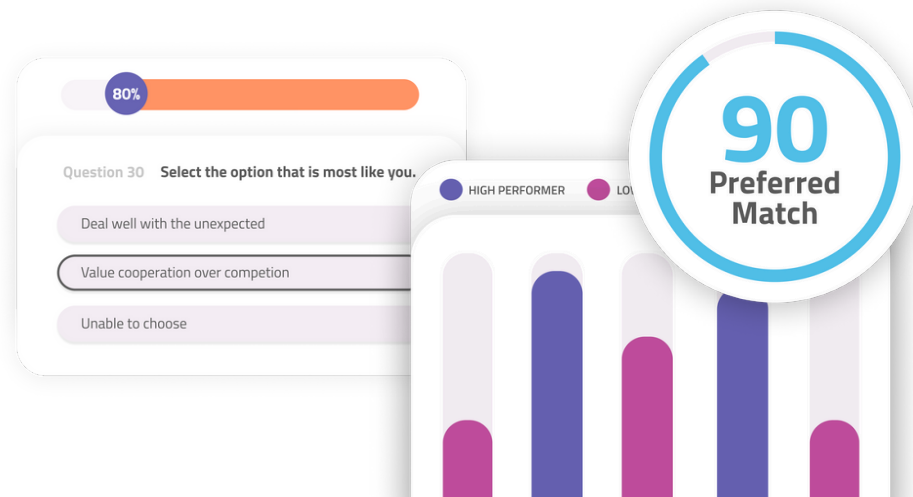 80%
Question 30 Select the option that is most like you.
Deal well with the unexpected
Value cooperation over competion
Unable to choose
HIGH PERFORMER
90
Preferred
Match